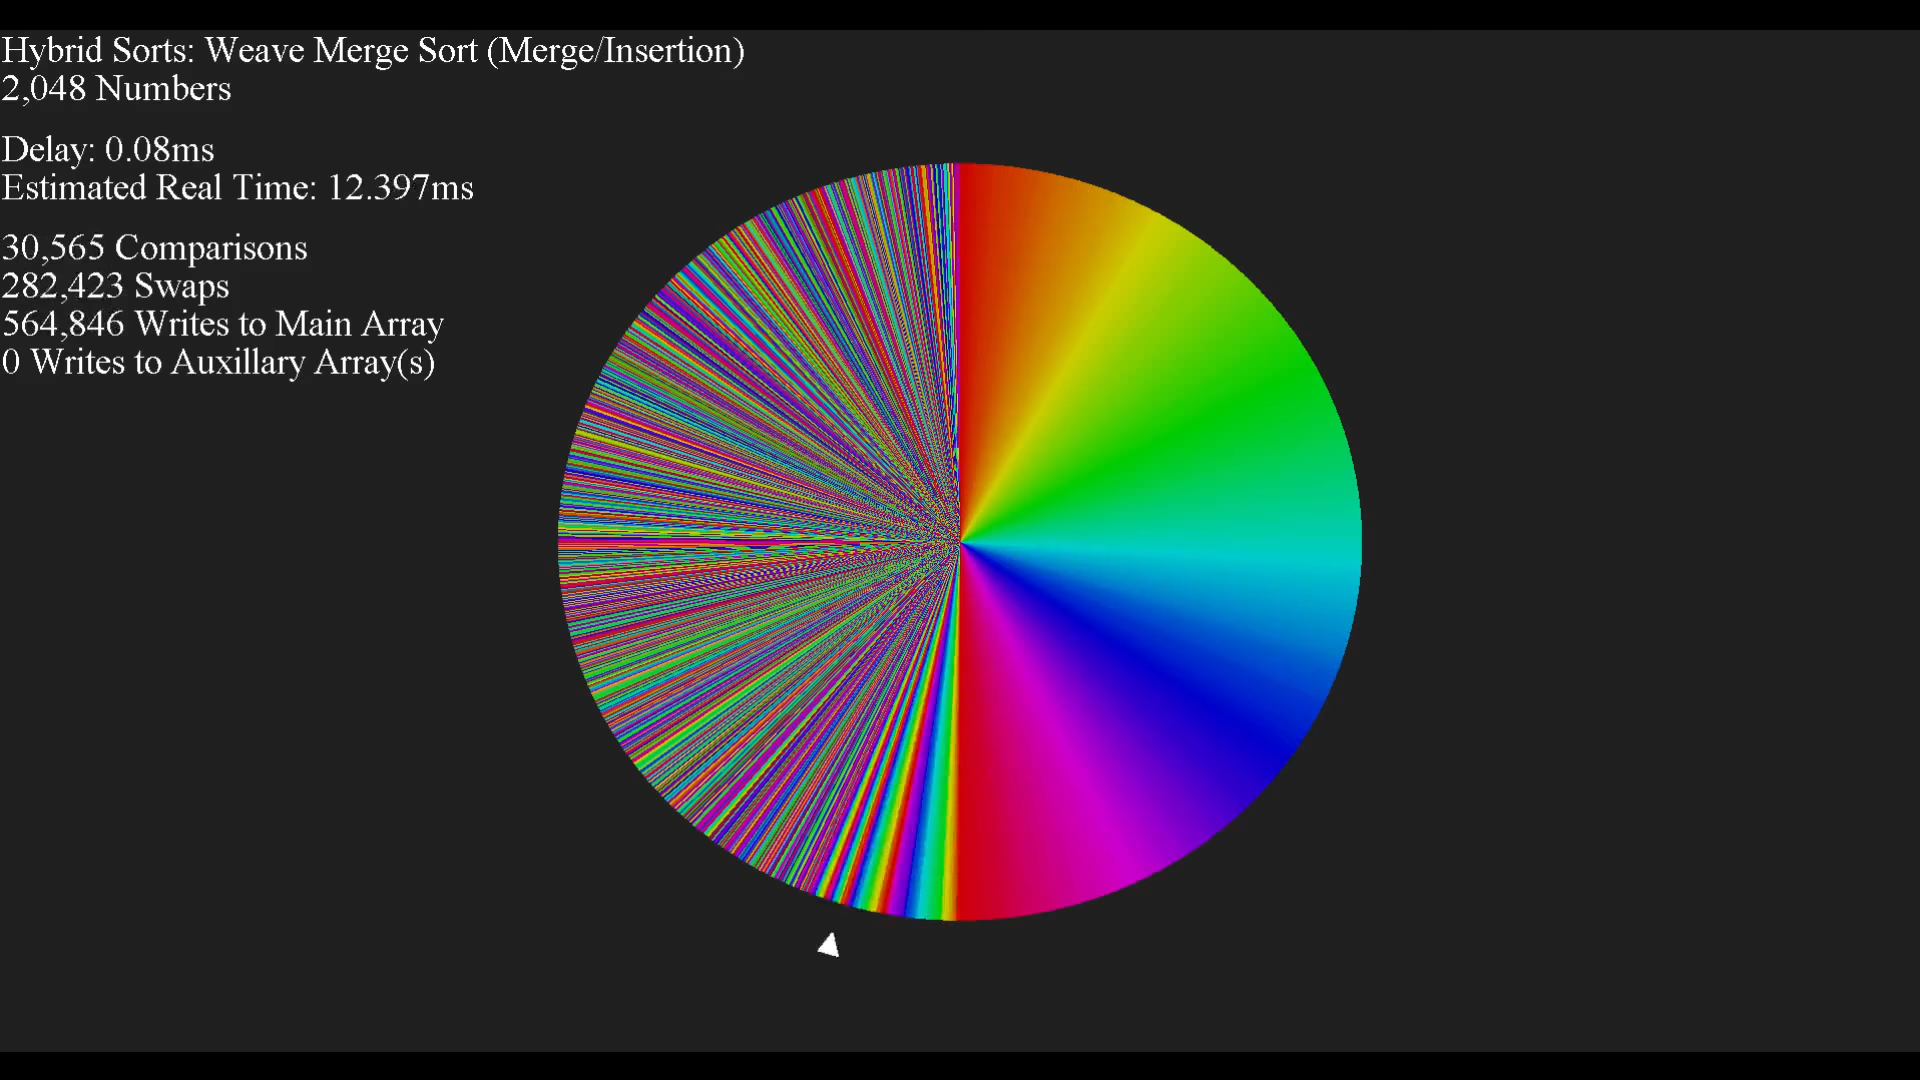 Hybrid Sorts: Weave Merge Sort (Merge/Insertion)
2,048 Numbers
Delay: 0.08ms
Estimated Real Time: 12.397ms
30,565 Comparisons
282,423 Swaps
564,846 Writes to Main Array
0 Writes to Auxillary Array(s)